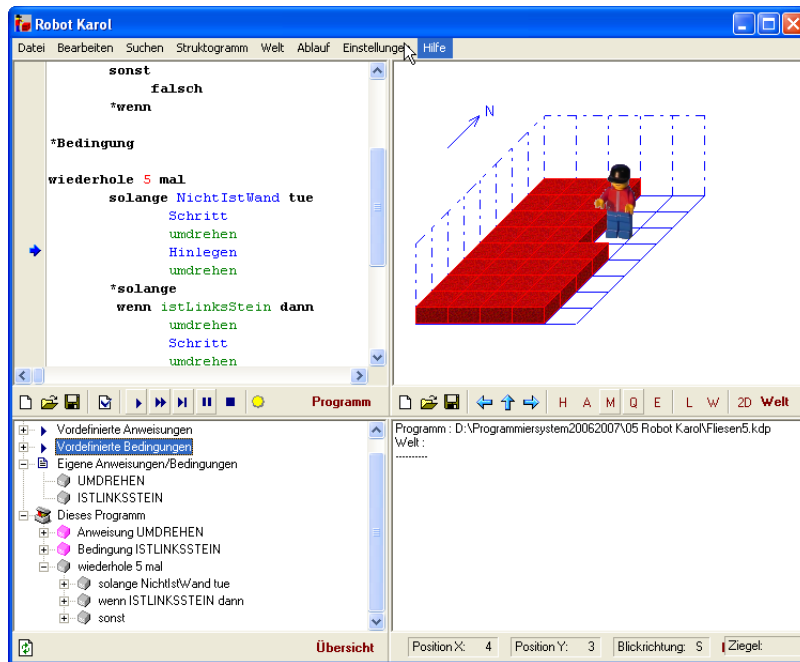 Robot Karol
Datei Bearbeiten Suchen Struktogramm Welt Ablauf Einstellungen Hilfe
sonst
falsch
*wenn
*Bedingung
wiederhole 5 mal
solange NichtIstWand tue
Schritt
umdrehen
Hinlegen
umdrehen
*solange
wenn istLinksStein dann
umdrehen
Schritt
umdrehen
Programm
N
H A M Q E L W 2D Welt
Vordefinierte Anweisungen
Vordefinierte Bedingungen
Eigene Anweisungen/Bedingungen
UMDREHEN
ISTLINKSSTEIN
Dieses Programm
Anweisung UMDREHEN
Bedingung ISTLINKSSTEIN
wiederhole 5 mal
solange NichtIstWand tue
wenn ISTLINKSSTEIN dann
sonst
Übersicht
Programm : D:\Programmiersystem20062007\05 Robot Karol\Fliesen5.kdp
Welt :
----------
Position X: 4 Position Y: 3 Blickrichtung: S Ziegel: